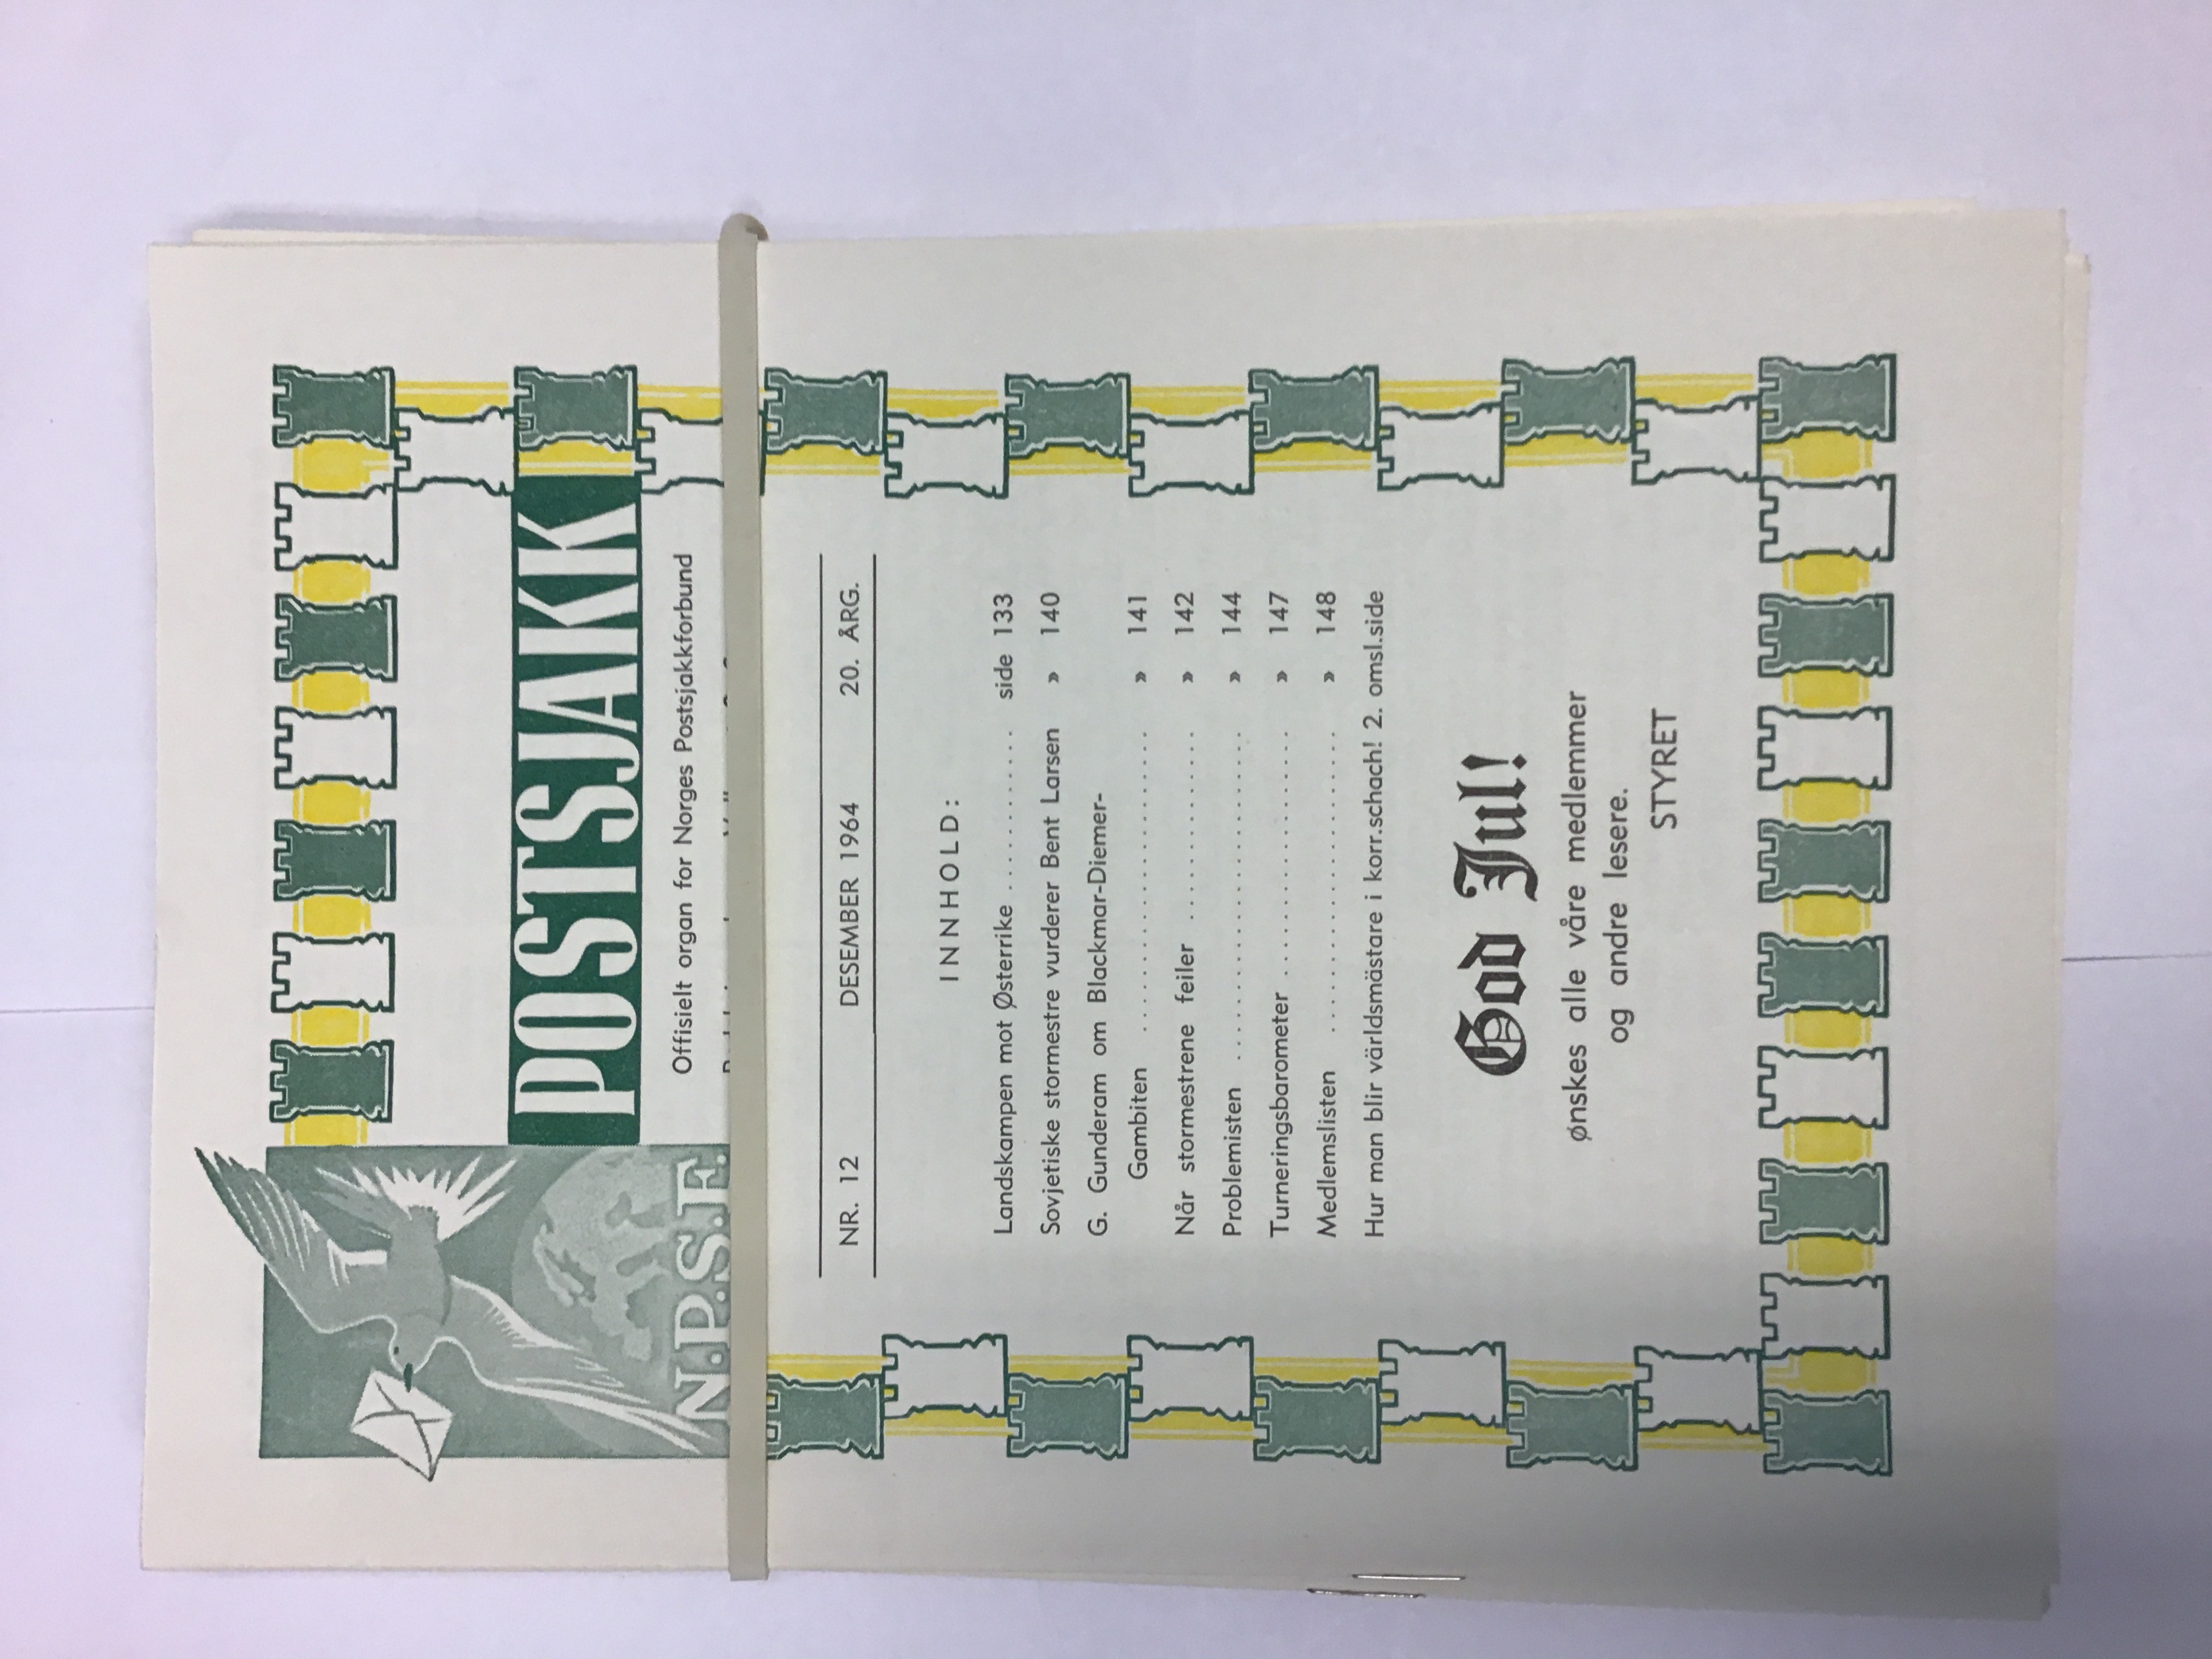 POSTSJAKK
N.P.S.F.
Offisielt organ for Norges Postsjakkforbund
NR. 12 DESEMBER 1964 20. ÅRG.
INNHOLD:
Landskampen mot Østerrike .......... side 133
Sovjetiske stormestre vurderer Bent Larsen » 140
G. Gunderam om Blackmar-Diemer-
Gambiten .......................... » 141
Når stormestrene feiler ................ » 142
Problemisten ........................... » 144
Turneringsbarometer .................. » 147
Medlemslisten ........................ » 148
Hur man blir världsmästare i korr.schach! 2. omsl.side
God Jul!
ønskes alle våre medlemmer
og andre lesere.
STYRET